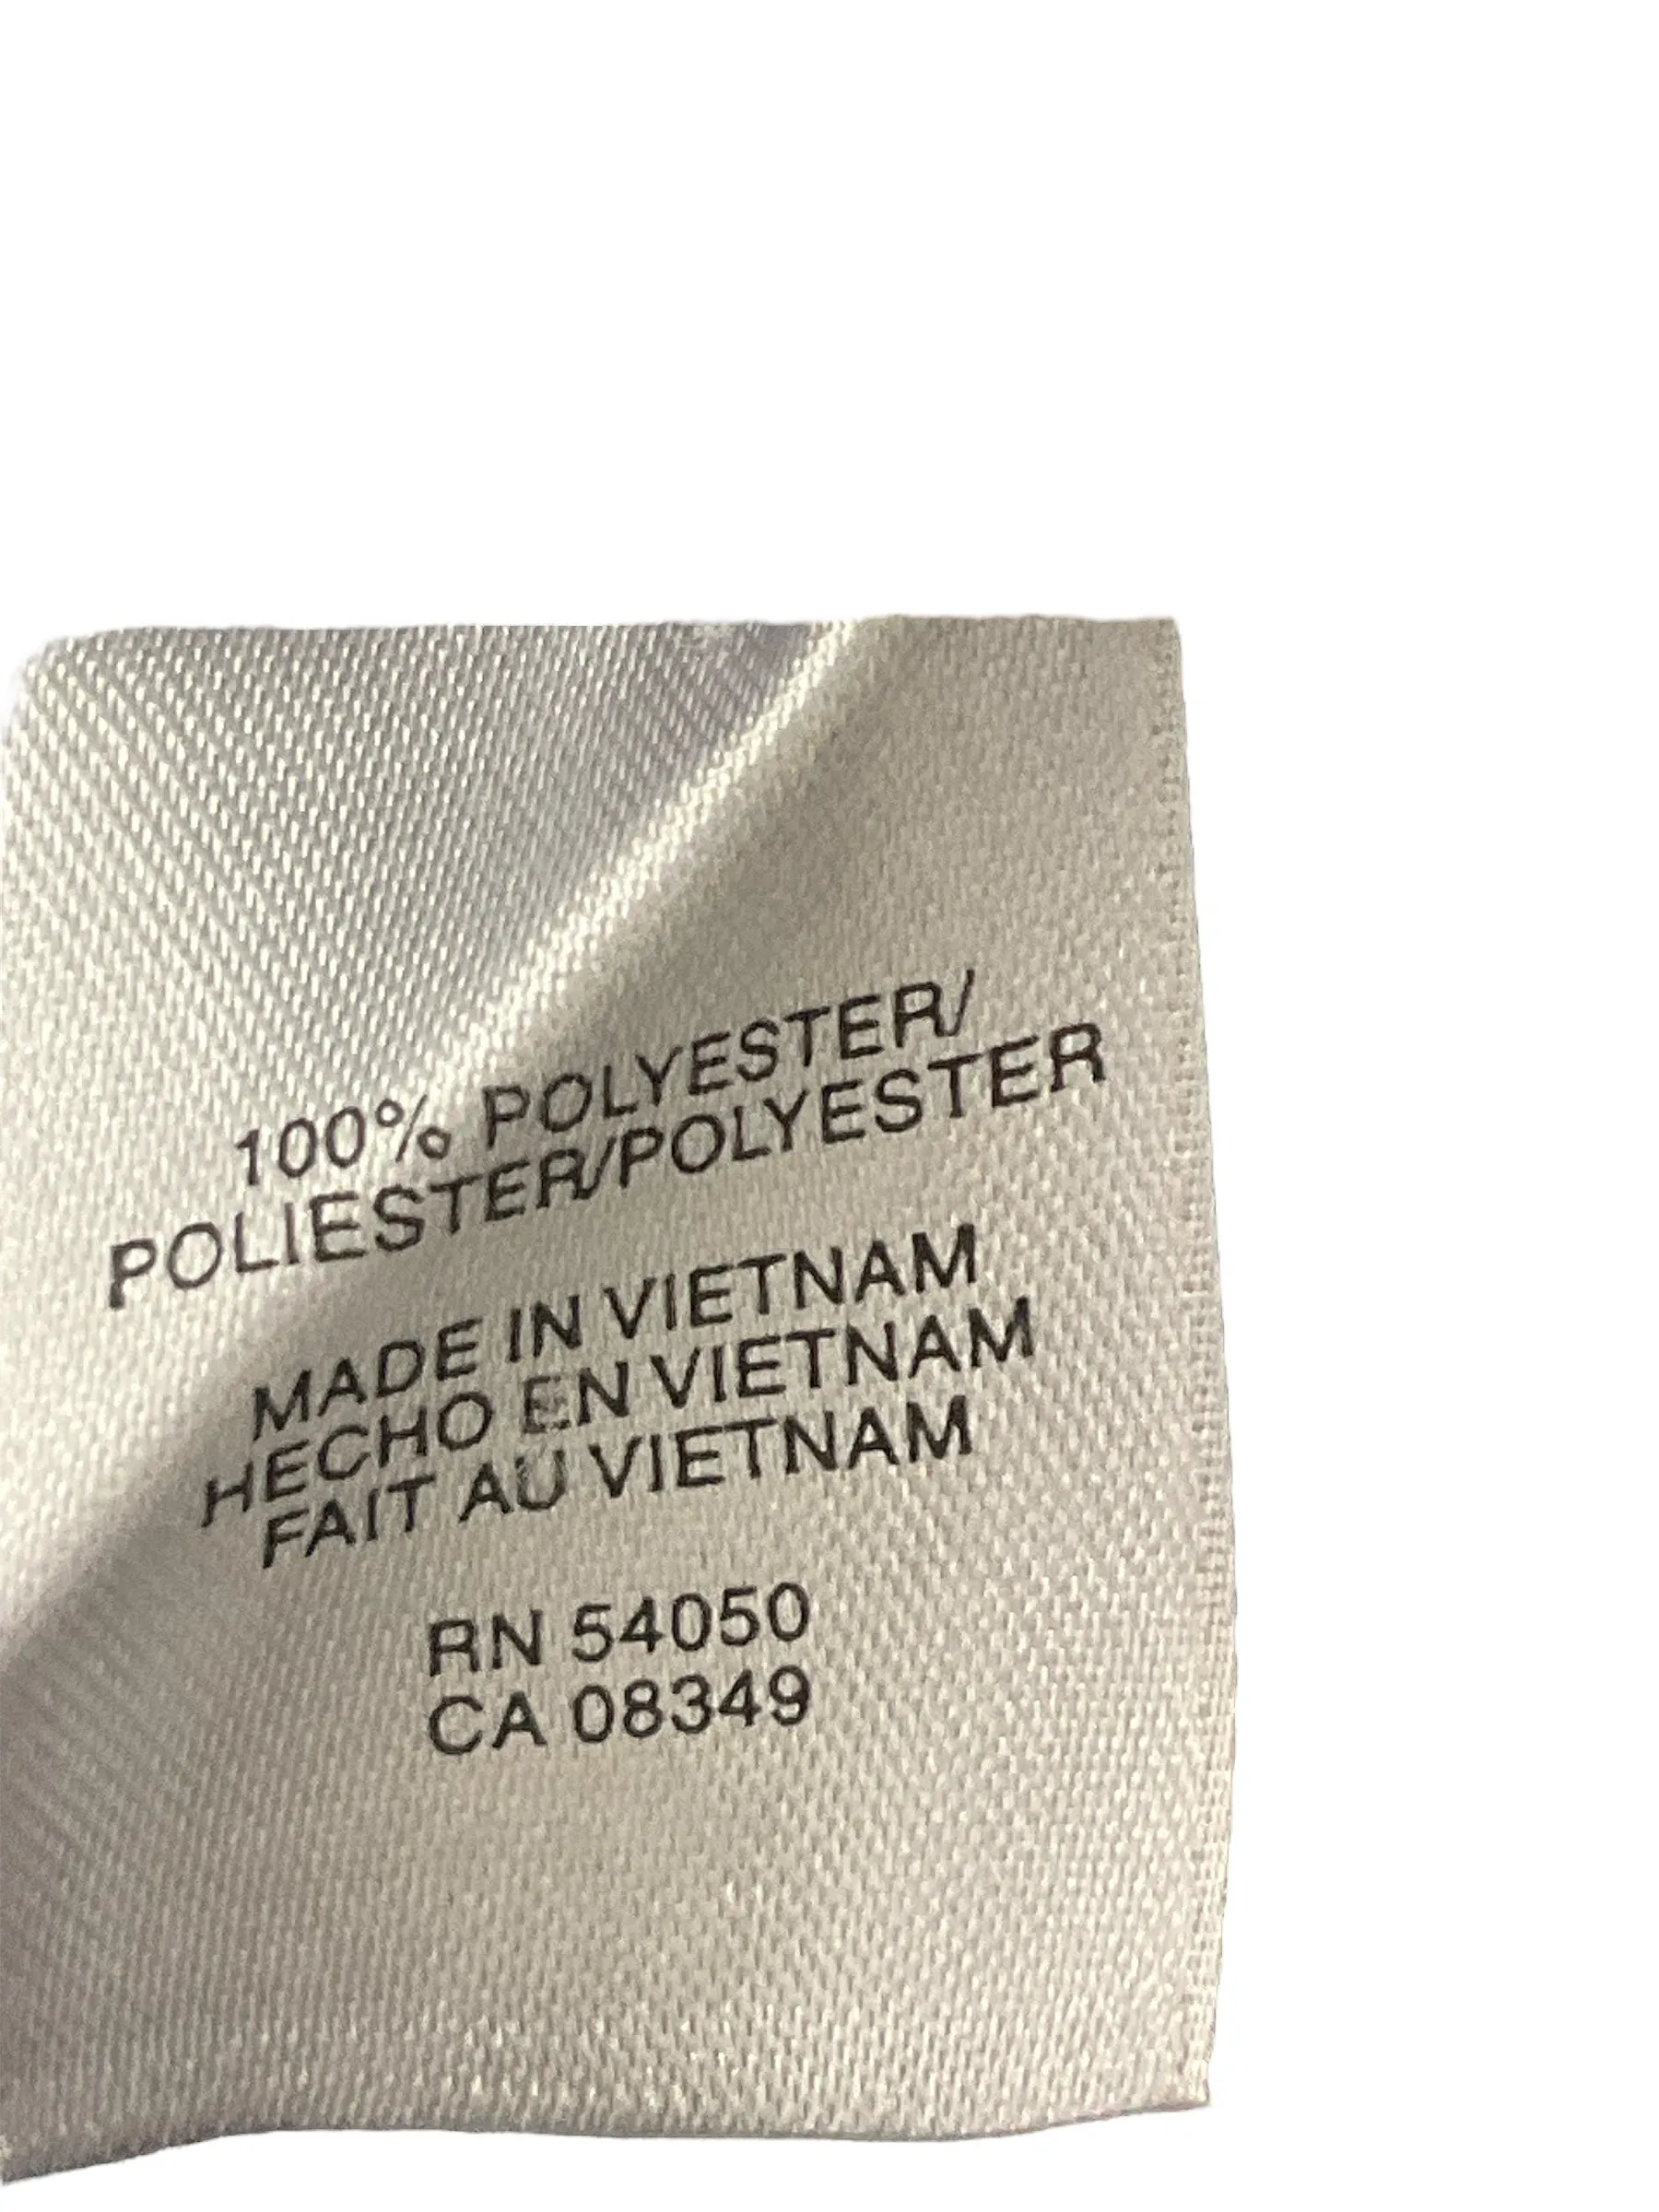 100% POLYESTER/
POLIESTER/POLYESTER
MADE IN VIETNAM
HECHO EN VIETNAM
FAIT AU VIETNAM
RN 54050
CA 08349